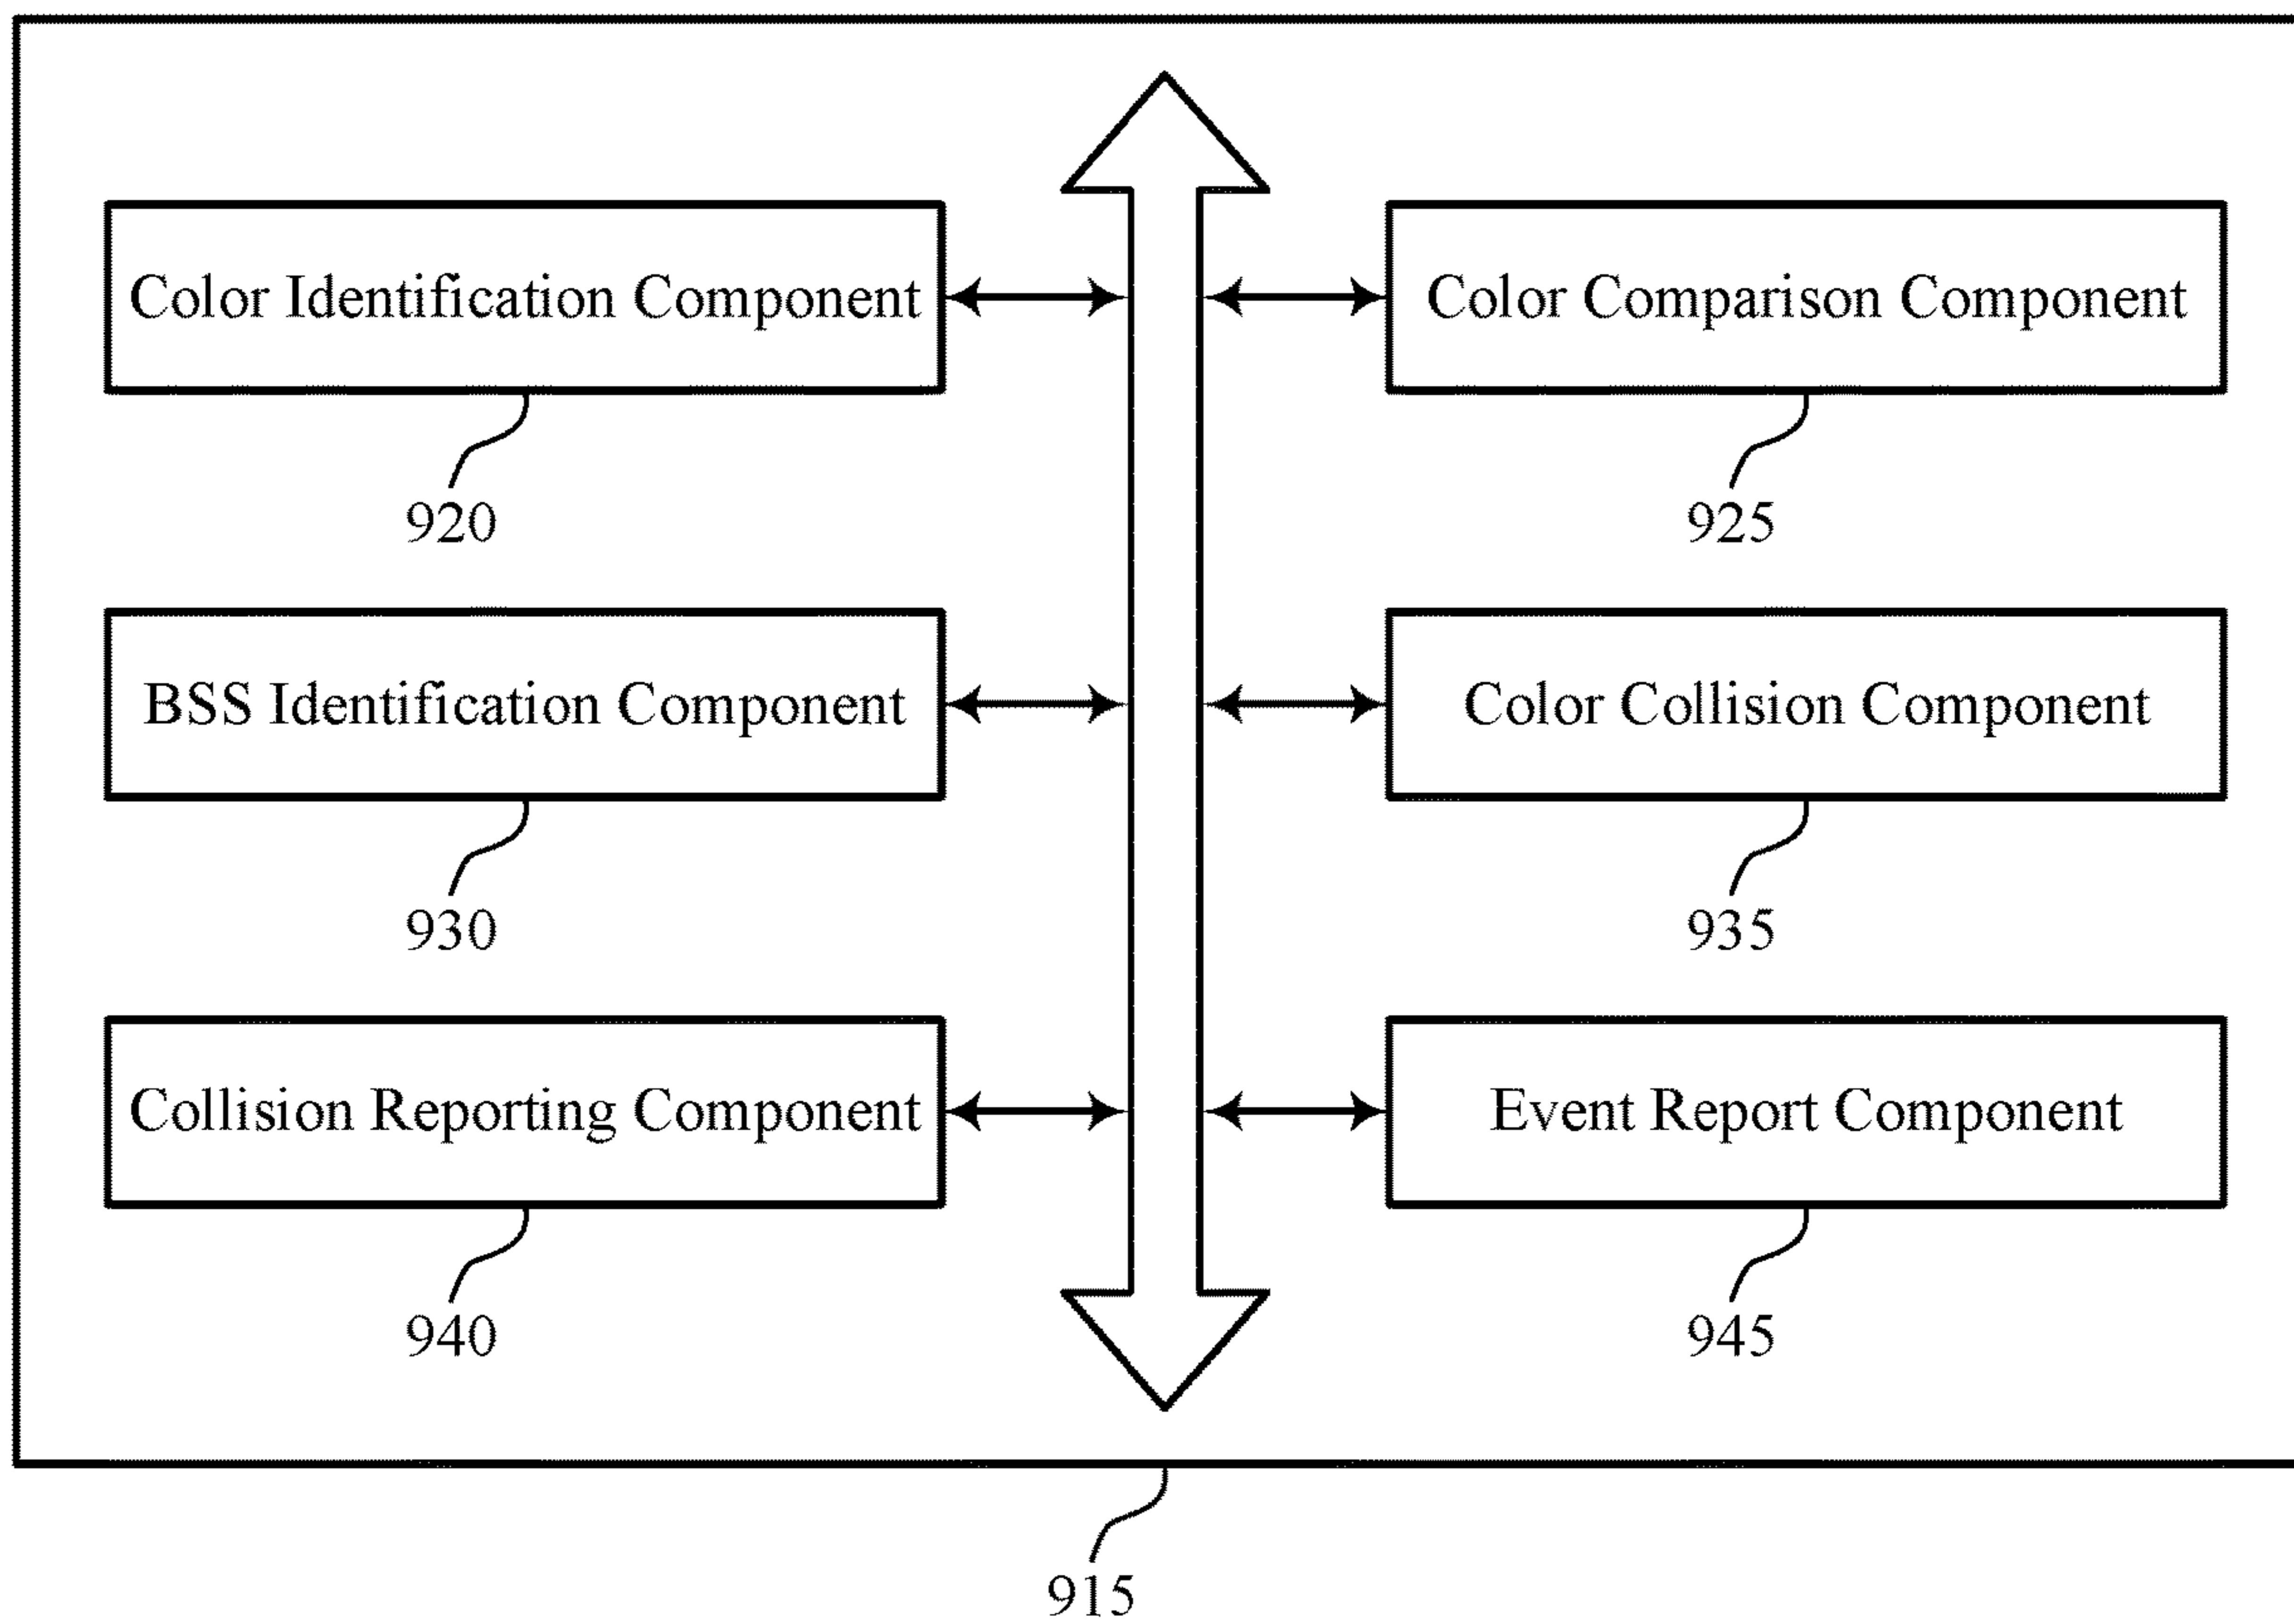 Color Identification Component
Color Comparison Component
920
925
BSS Identification Component
Color Collision Component
930
935
Collision Reporting Component
Event Report Component
940
945
915